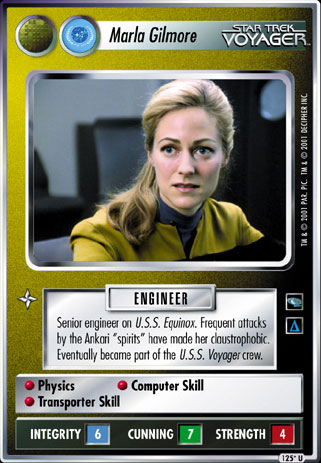 Marla Gilmore
STAR TREK
VOYAGER™
TM & © 2001 PAR. PIC. TM & © 2001 DECIPHER INC.
ENGINEER
Senior engineer on U.S.S. Equinox. Frequent attacks
by the Ankari "spirits" have made her claustrophobic.
Eventually became part of the U.S.S. Voyager crew.
Physics Computer Skill
Transporter Skill
INTEGRITY 6 CUNNING 7 STRENGTH 4
125* U